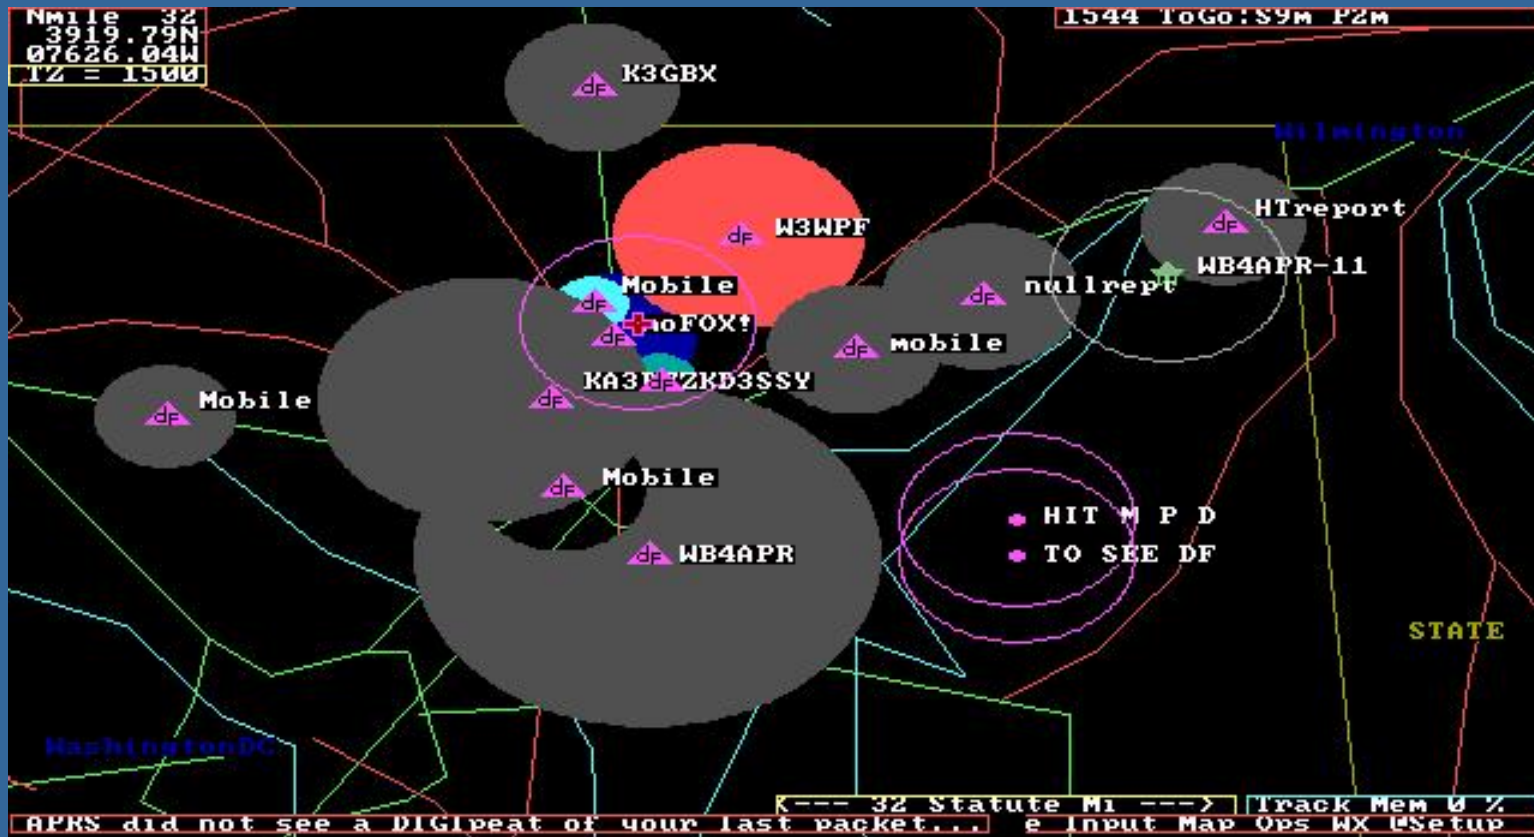 Nmile 32
3919.79N
07626.04W
TZ = 1500
1544 ToGo:S9m P2m
K3GBX
Wilmington
HTreport
W3WPF
WB4APR-11
Mobile
nullrept
noFOX!
mobile
Mobile
KD3SSY
Mobile
HIT M P D
WB4APR
TO SEE DF
STATE
WashingtonDC
<--- 32 Statute Mi --->
Track Mem 0 %
APRS did not see a DIGIpeat of your last packet...
e Input Map Ops WX Setup